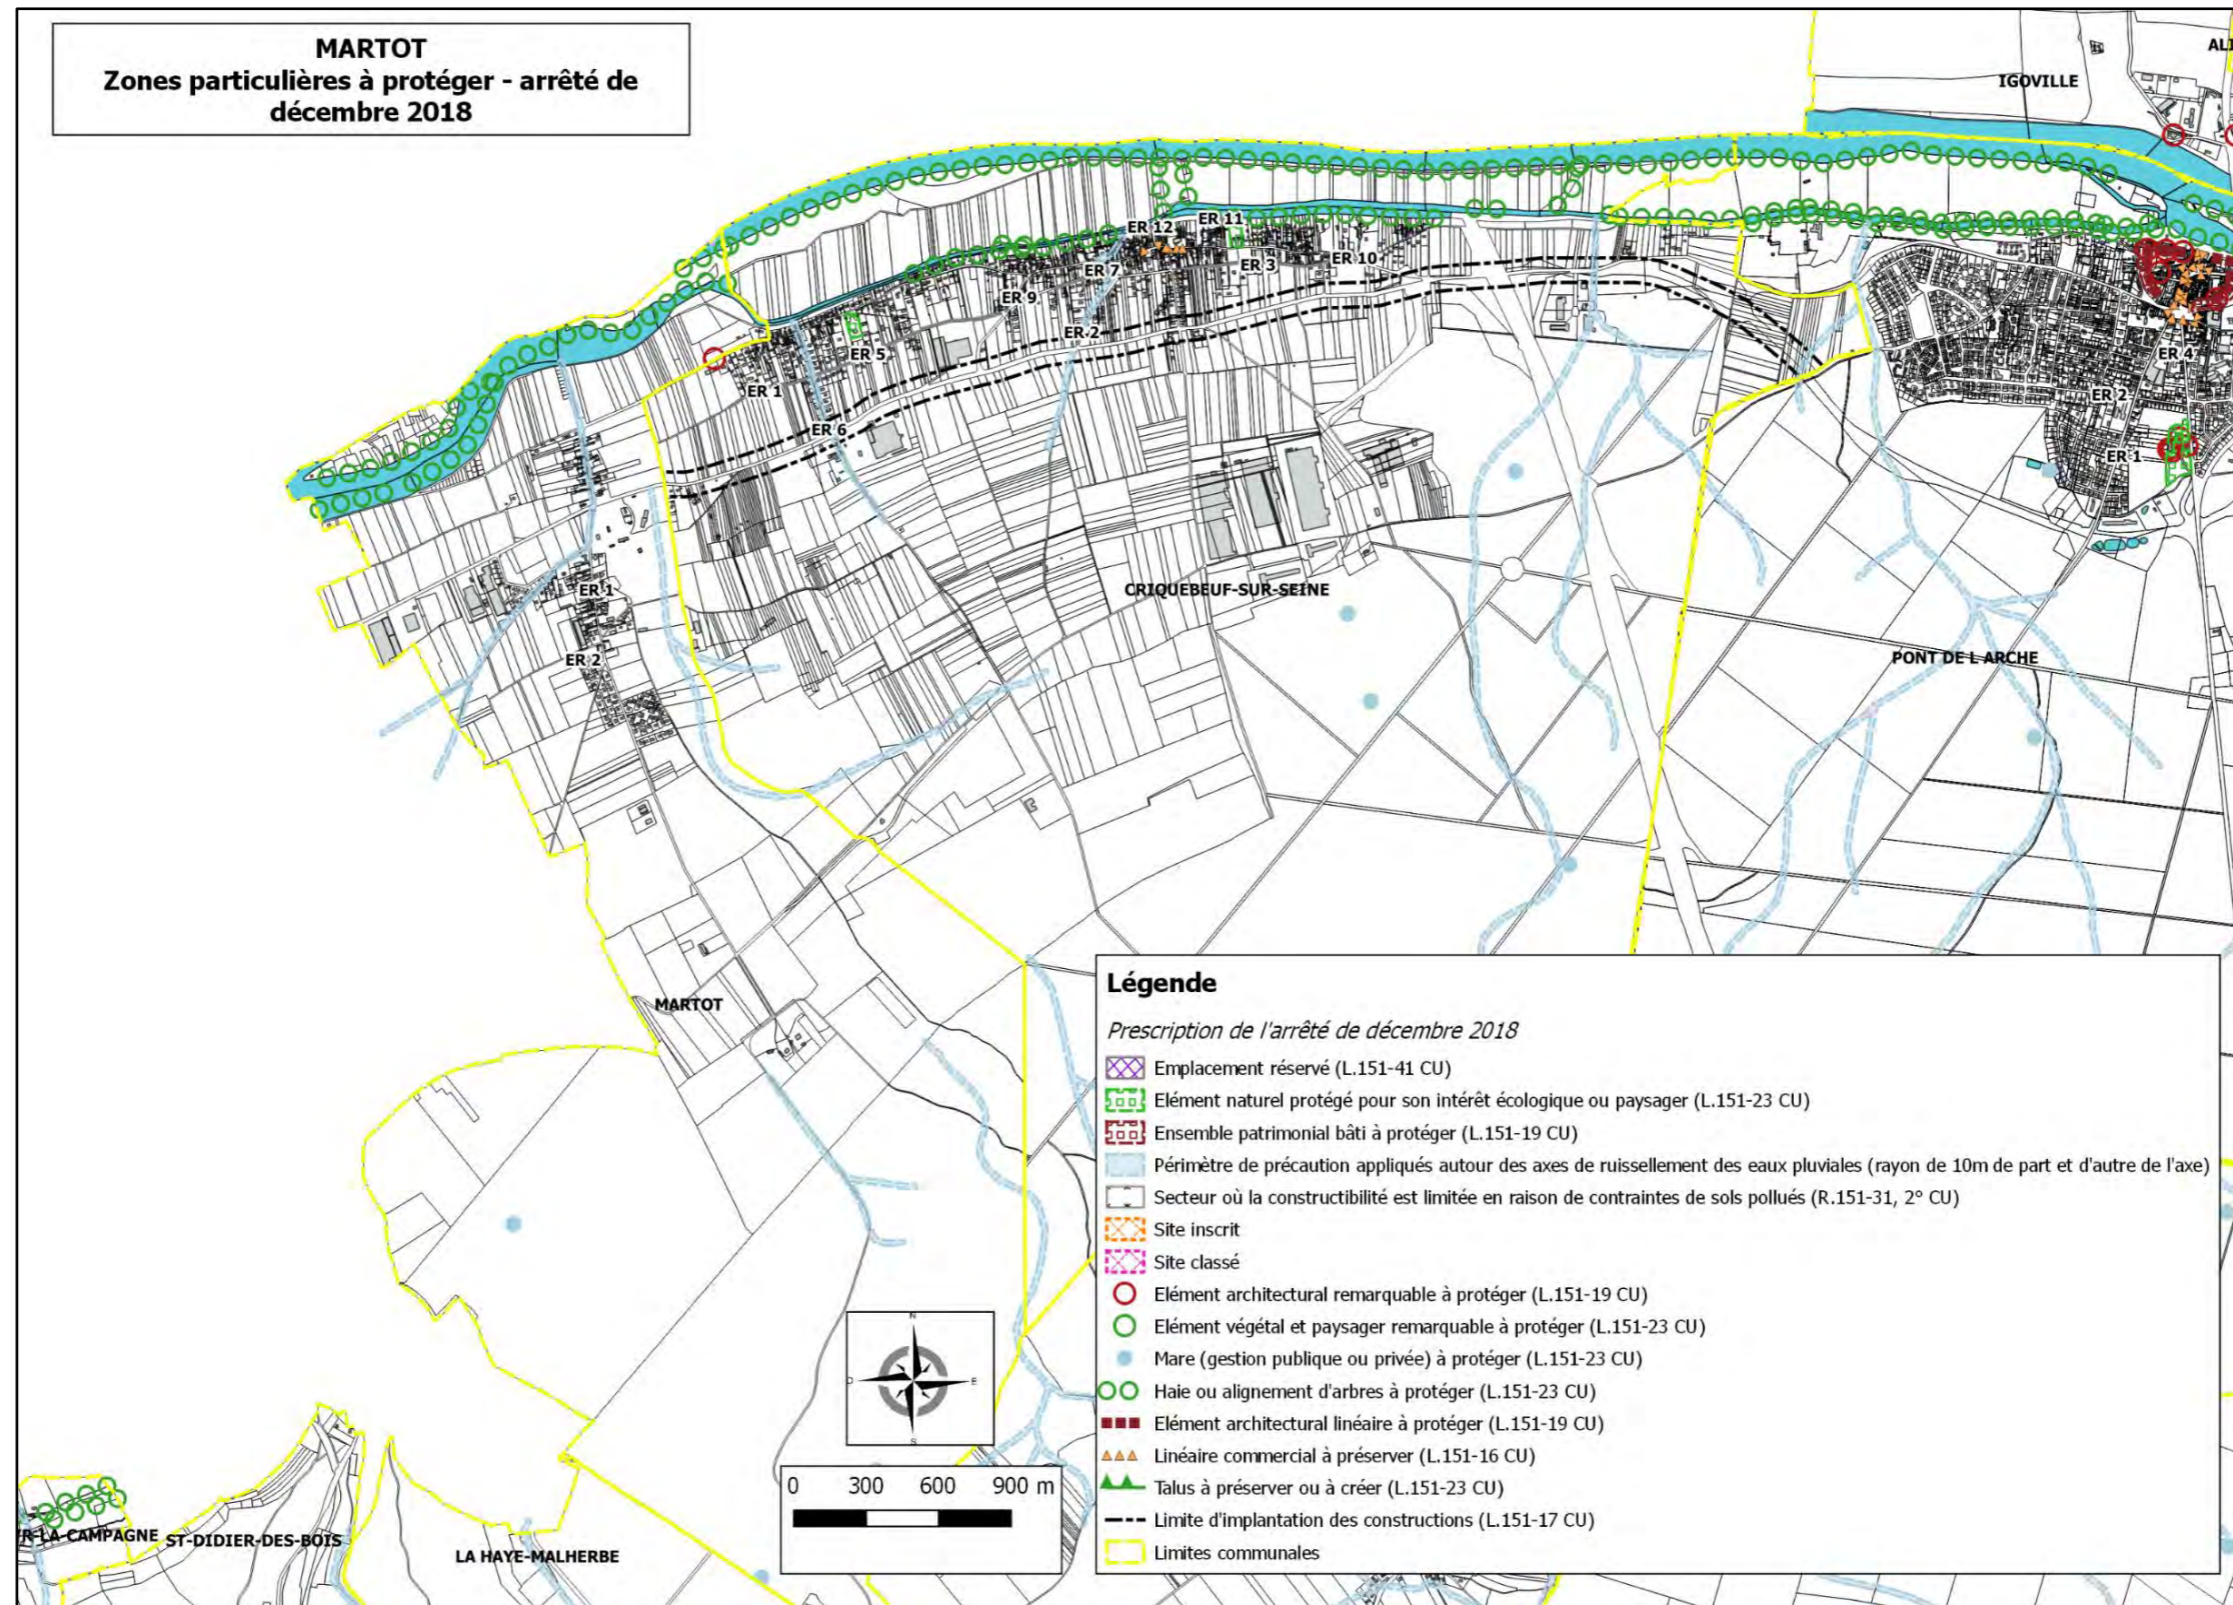 MARTOT
Zones particulières à protéger - arrêté de
décembre 2018
IGOVILLE
ER 11
ER 12
ER 3
ER 10
ER 7
ER 9
ER 2
ER 5
ER 1
ER 6
ER 4
ER 2
ER 1
CRIQUEBEUF-SUR-SEINE
ER 1
ER 2
PONT DE L ARCHE
MARTOT
ST-DIDIER-DES-BOIS
LA HAYE-MALHERBE
N
O
E
S
0 300 600 900 m
Légende
Prescription de l'arrêté de décembre 2018
Emplacement réservé (L.151-41 CU)
Elément naturel protégé pour son intérêt écologique ou paysager (L.151-23 CU)
Ensemble patrimonial bâti à protéger (L.151-19 CU)
Périmètre de précaution appliqués autour des axes de ruissellement des eaux pluviales (rayon de 10m de part et d'autre de l'axe)
Secteur où la constructibilité est limitée en raison de contraintes de sols pollués (R.151-31, 2° CU)
Site inscrit
Site classé
Elément architectural remarquable à protéger (L.151-19 CU)
Elément végétal et paysager remarquable à protéger (L.151-23 CU)
Mare (gestion publique ou privée) à protéger (L.151-23 CU)
Haie ou alignement d'arbres à protéger (L.151-23 CU)
Elément architectural linéaire à protéger (L.151-19 CU)
Linéaire commercial à préserver (L.151-16 CU)
Talus à préserver ou à créer (L.151-23 CU)
Limite d'implantation des constructions (L.151-17 CU)
Limites communales